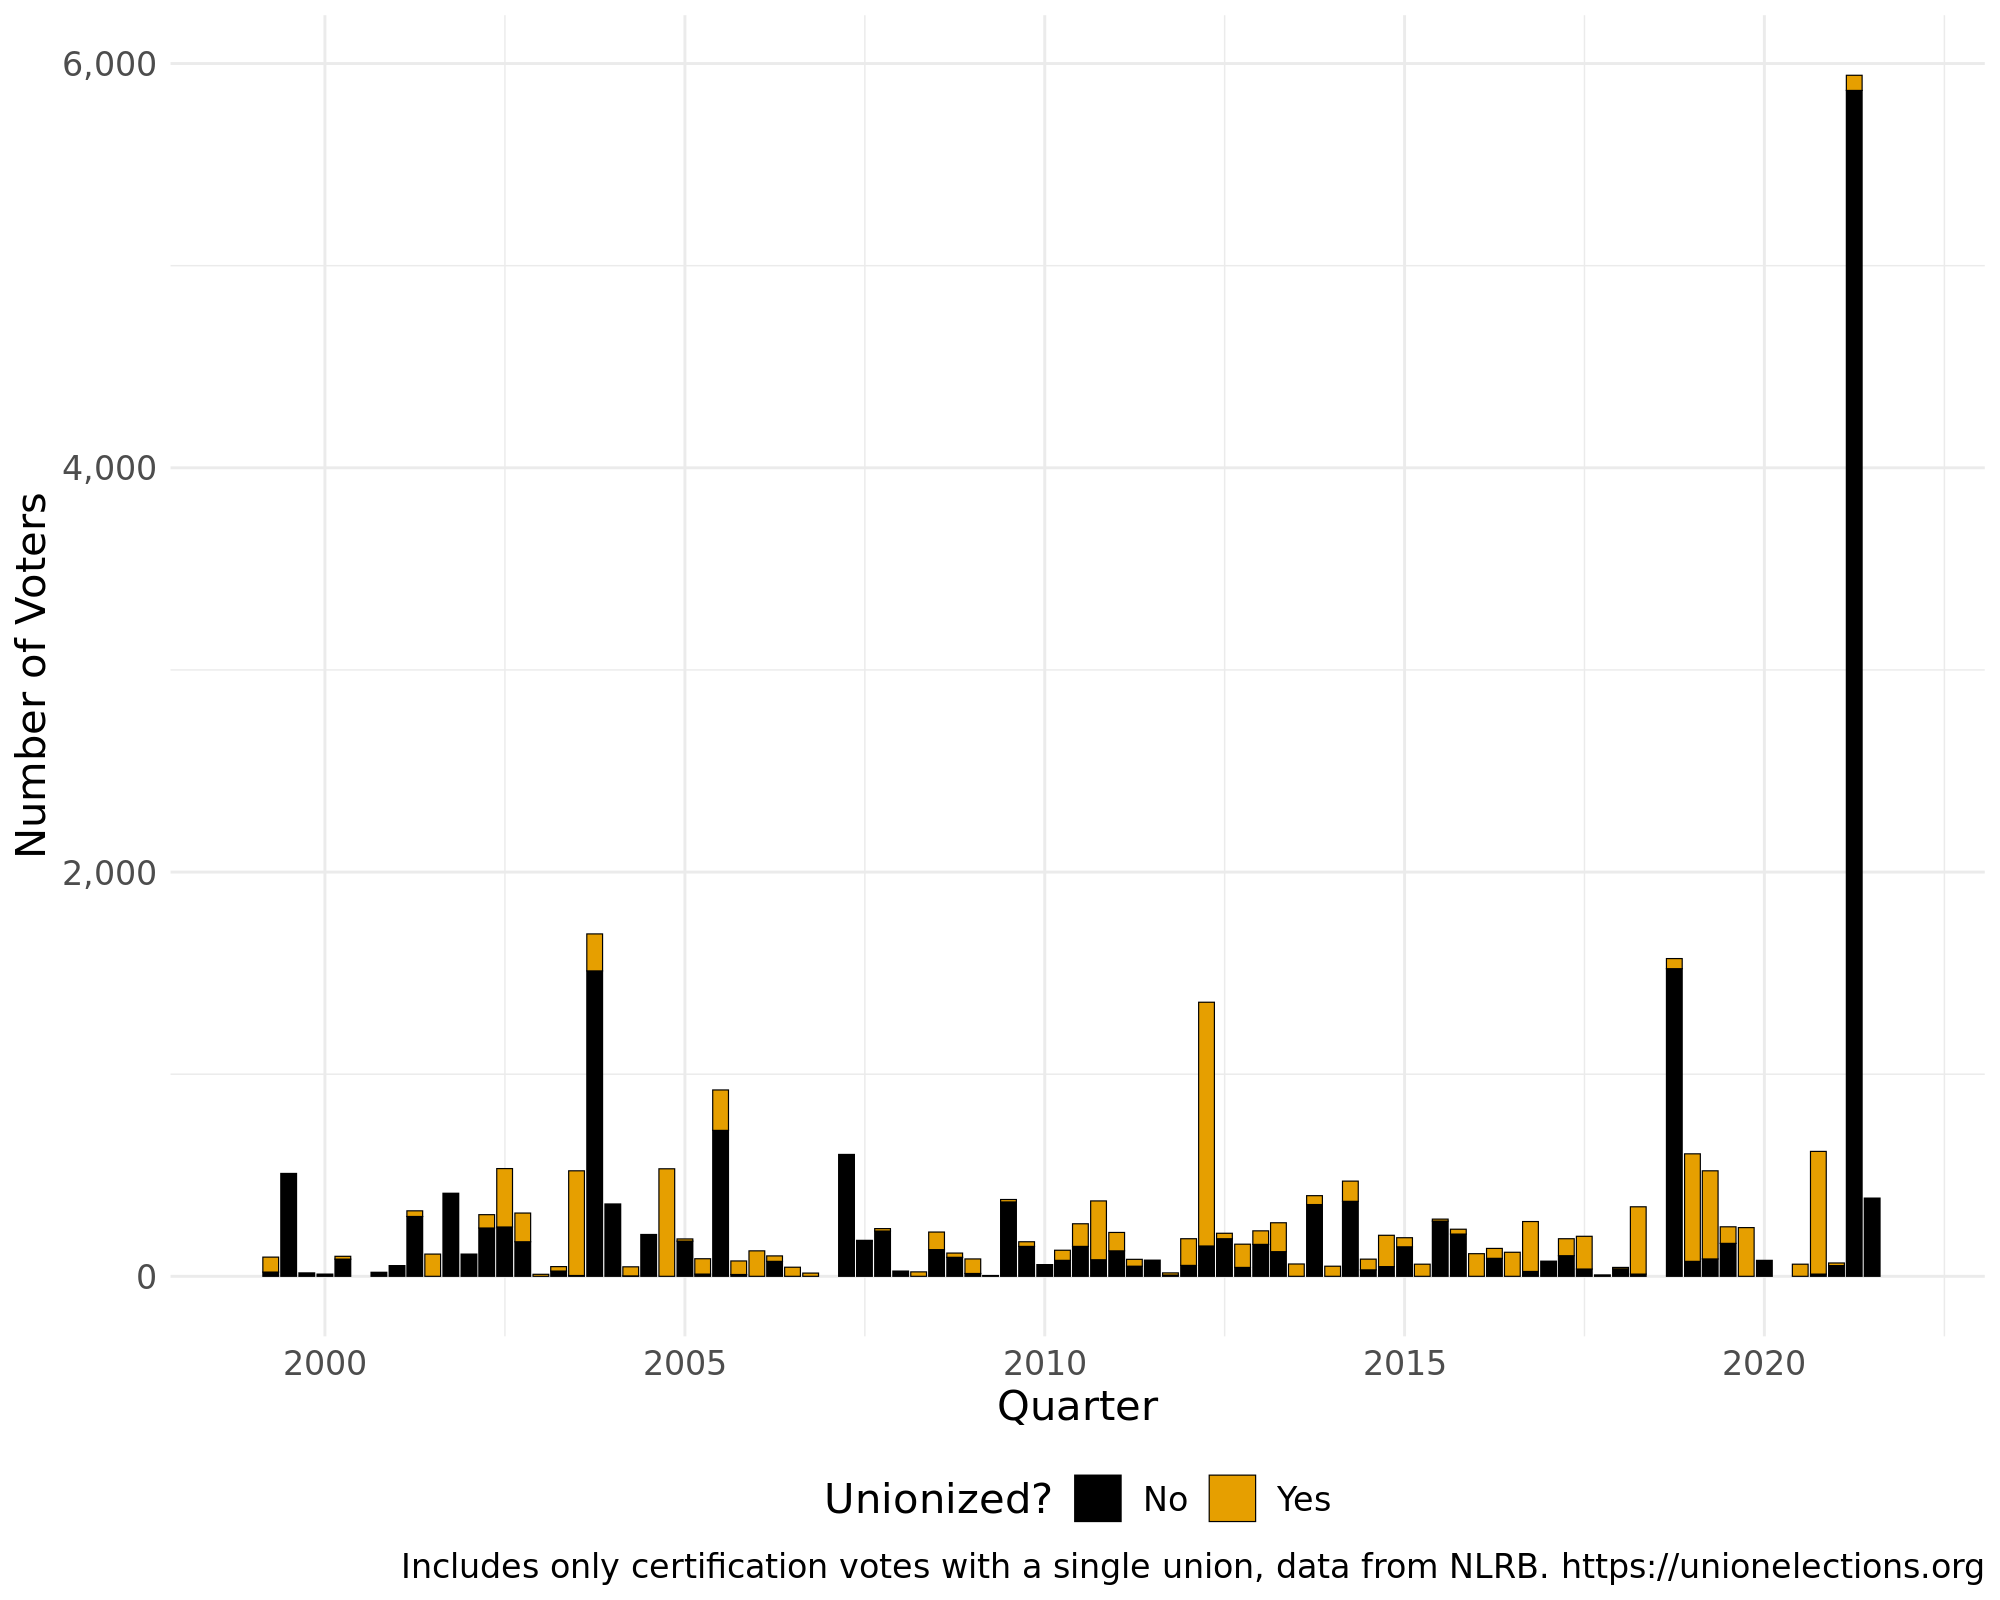 6,000
4,000
2,000
0
Number of Voters
2000 2005 2010 2015 2020
Quarter
Unionized? No Yes
Includes only certification votes with a single union, data from NLRB. https://unionelections.org